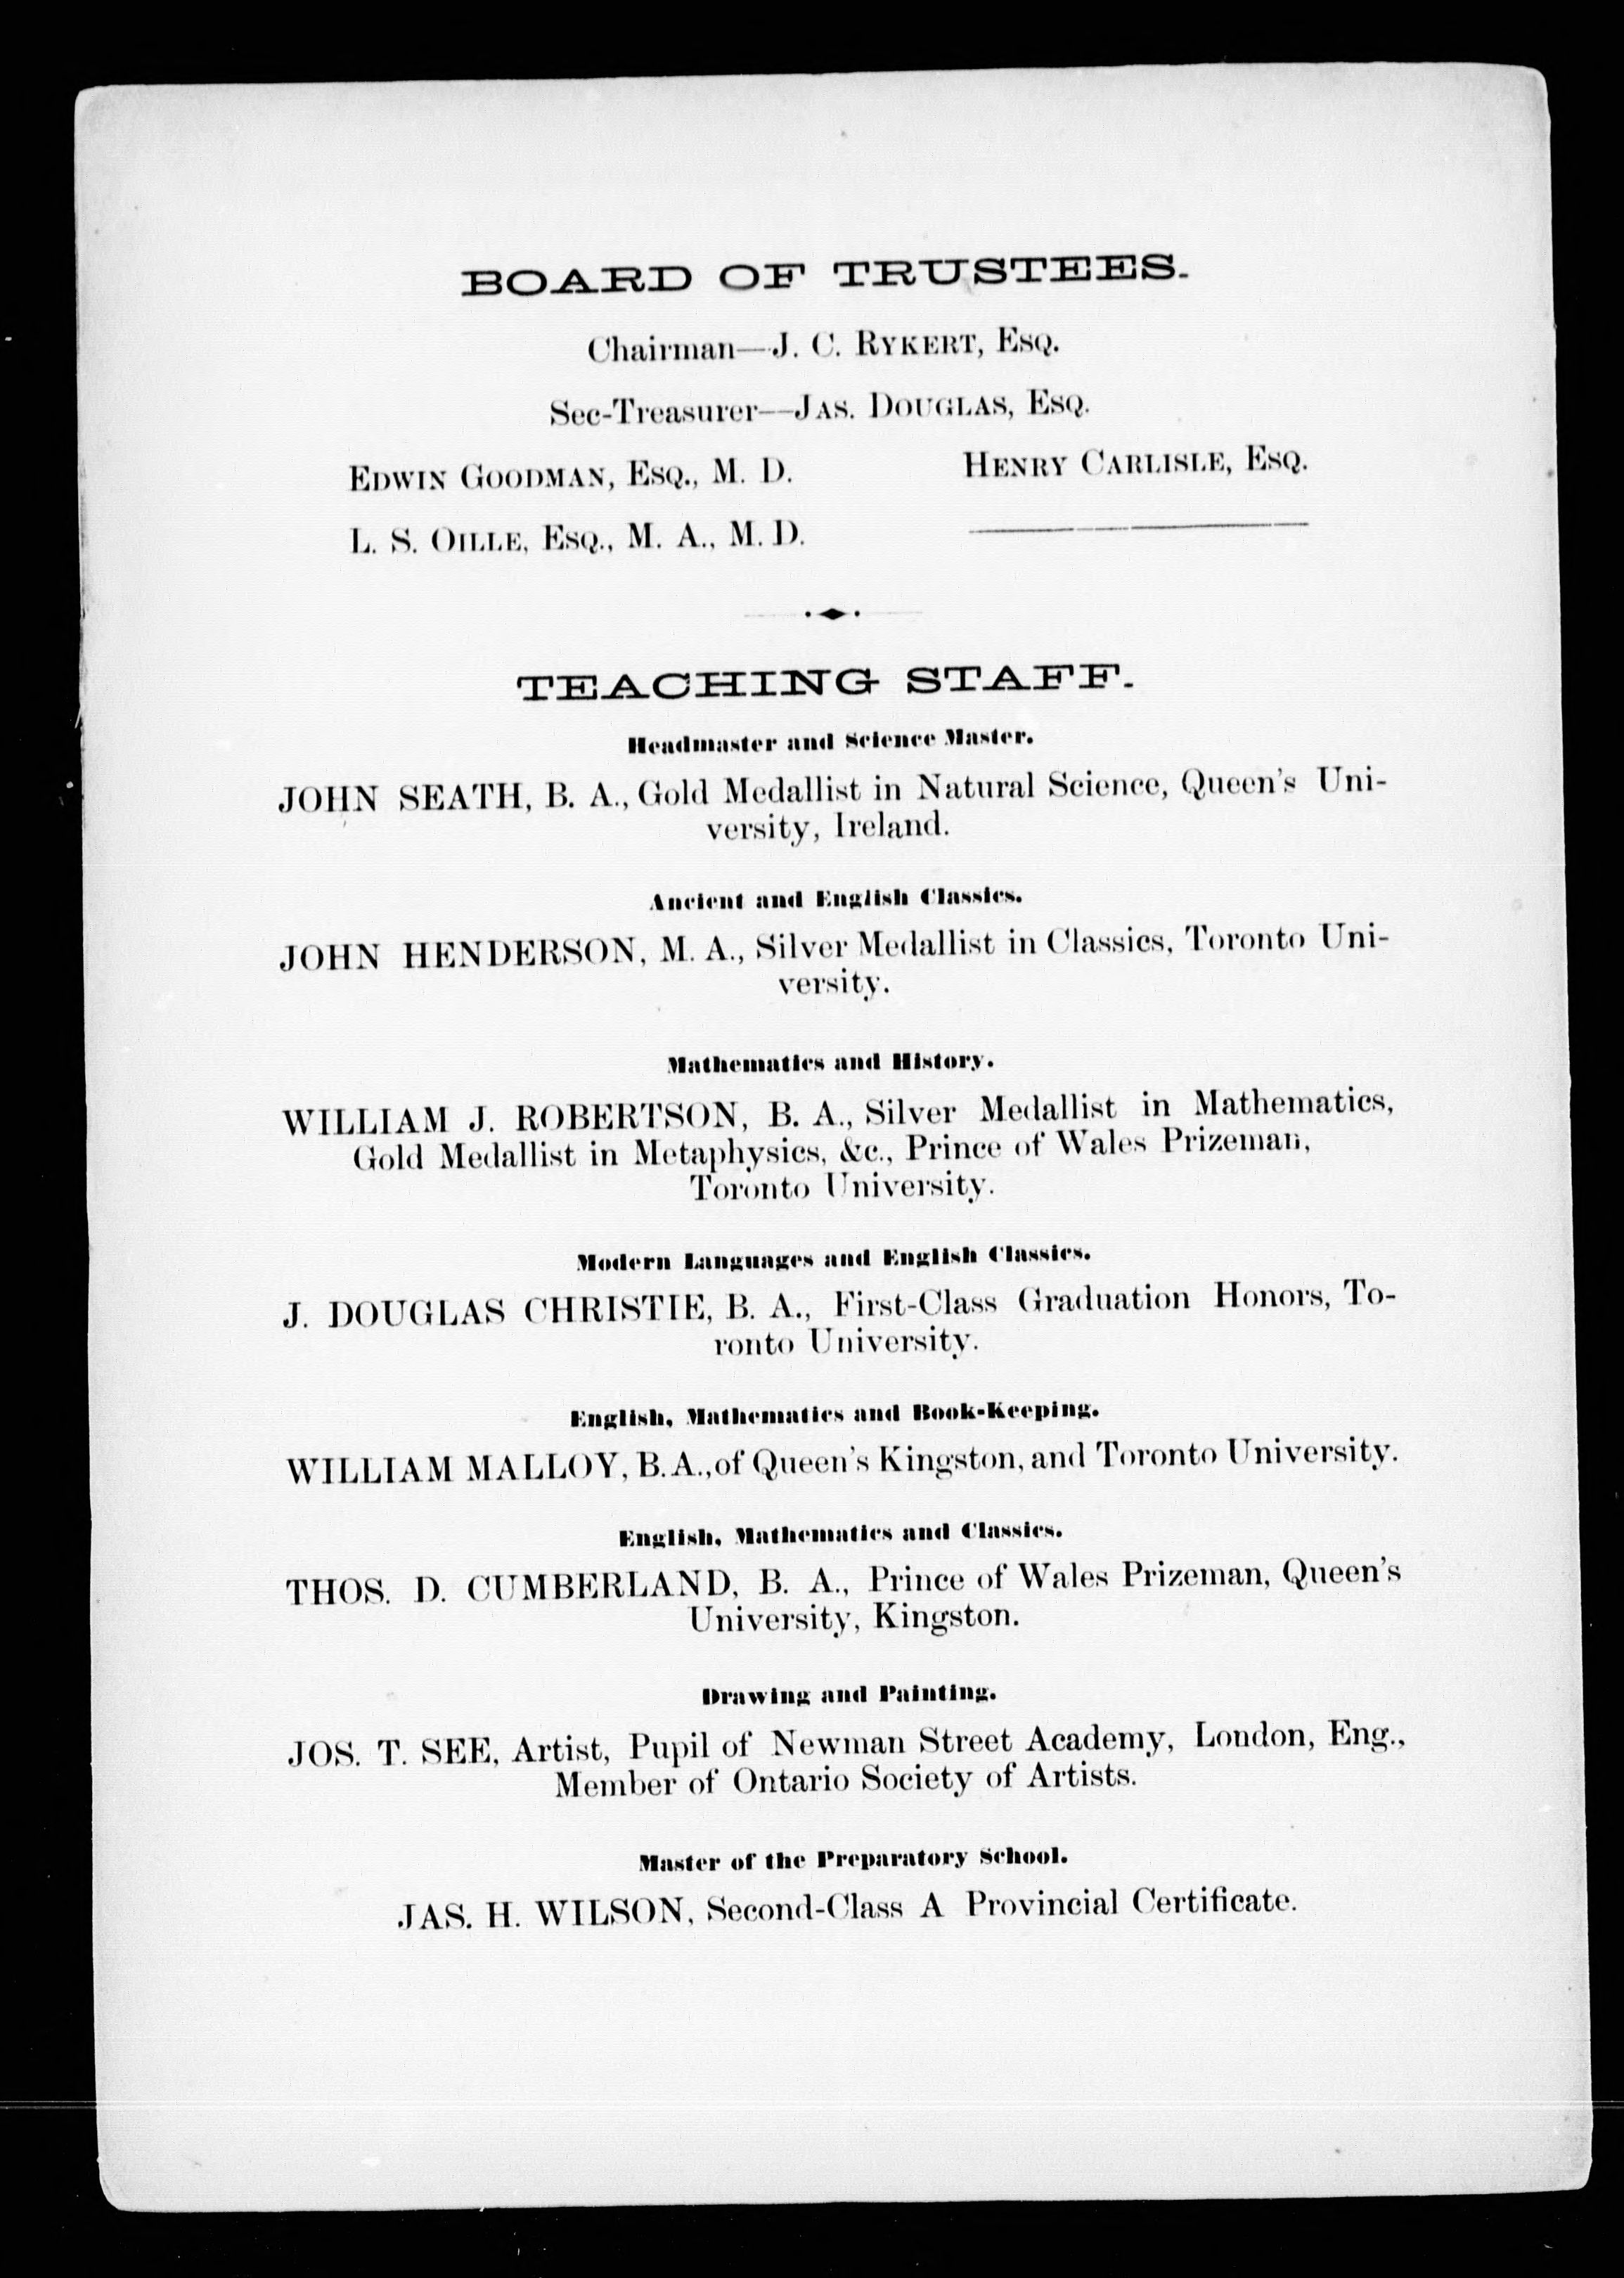 BOARD OF TRUSTEES.
Chairman—J. C. RYKERT, ESQ.
Sec-Treasurer—JAS. DOUGLAS, ESQ.
EDWIN GOODMAN, ESQ., M. D. HENRY CARLISLE, ESQ.
L. S. OILLE, ESQ., M. A., M. D.
TEACHING STAFF.
Headmaster and Science Master.
JOHN SEATH, B. A., Gold Medallist in Natural Science, Queen's Uni-
versity, Ireland.
Ancient and English Classics.
JOHN HENDERSON, M. A., Silver Medallist in Classics, Toronto Uni-
versity.
Mathematics and History.
WILLIAM J. ROBERTSON, B. A., Silver Medallist in Mathematics,
Gold Medallist in Metaphysics, &c., Prince of Wales Prizeman,
Toronto University.
Modern Languages and English Classics.
J. DOUGLAS CHRISTIE, B. A., First-Class Graduation Honors, To-
ronto University.
English, Mathematics and Book-Keeping.
WILLIAM MALLOY, B. A., of Queen's Kingston, and Toronto University.
English, Mathematics and Classics.
THOS. D. CUMBERLAND, B. A., Prince of Wales Prizeman, Queen's
University, Kingston.
Drawing and Painting.
JOS. T. SEE, Artist, Pupil of Newman Street Academy, London, Eng.,
Member of Ontario Society of Artists.
Master of the Preparatory School.
JAS. H. WILSON, Second-Class A Provincial Certificate.